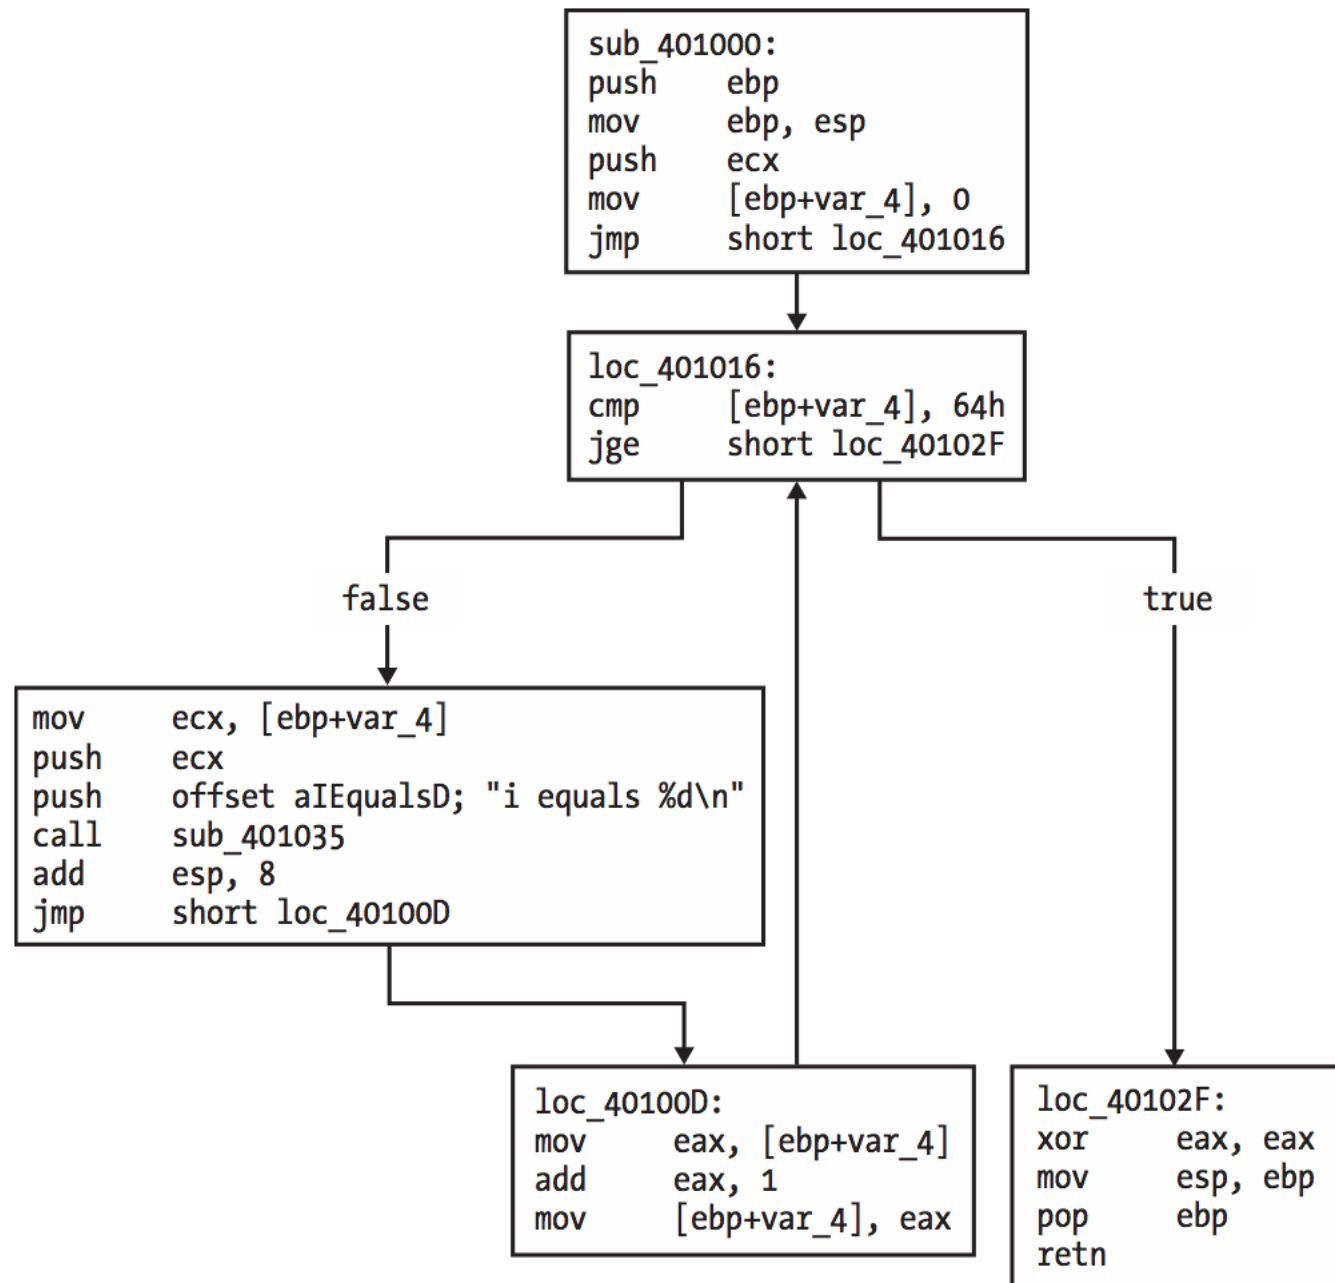 sub_401000:
push ebp
mov ebp, esp
push ecx
mov [ebp+var_4], 0
jmp short loc_401016
loc_401016:
cmp [ebp+var_4], 64h
jge short loc_40102F
false
true
mov ecx, [ebp+var_4]
push ecx
push offset aIEqualsD; "i equals %d\n"
call sub_401035
add esp, 8
jmp short loc_40100D
loc_40100D:
mov eax, [ebp+var_4]
add eax, 1
mov [ebp+var_4], eax
loc_40102F:
xor eax, eax
mov esp, ebp
pop ebp
retn